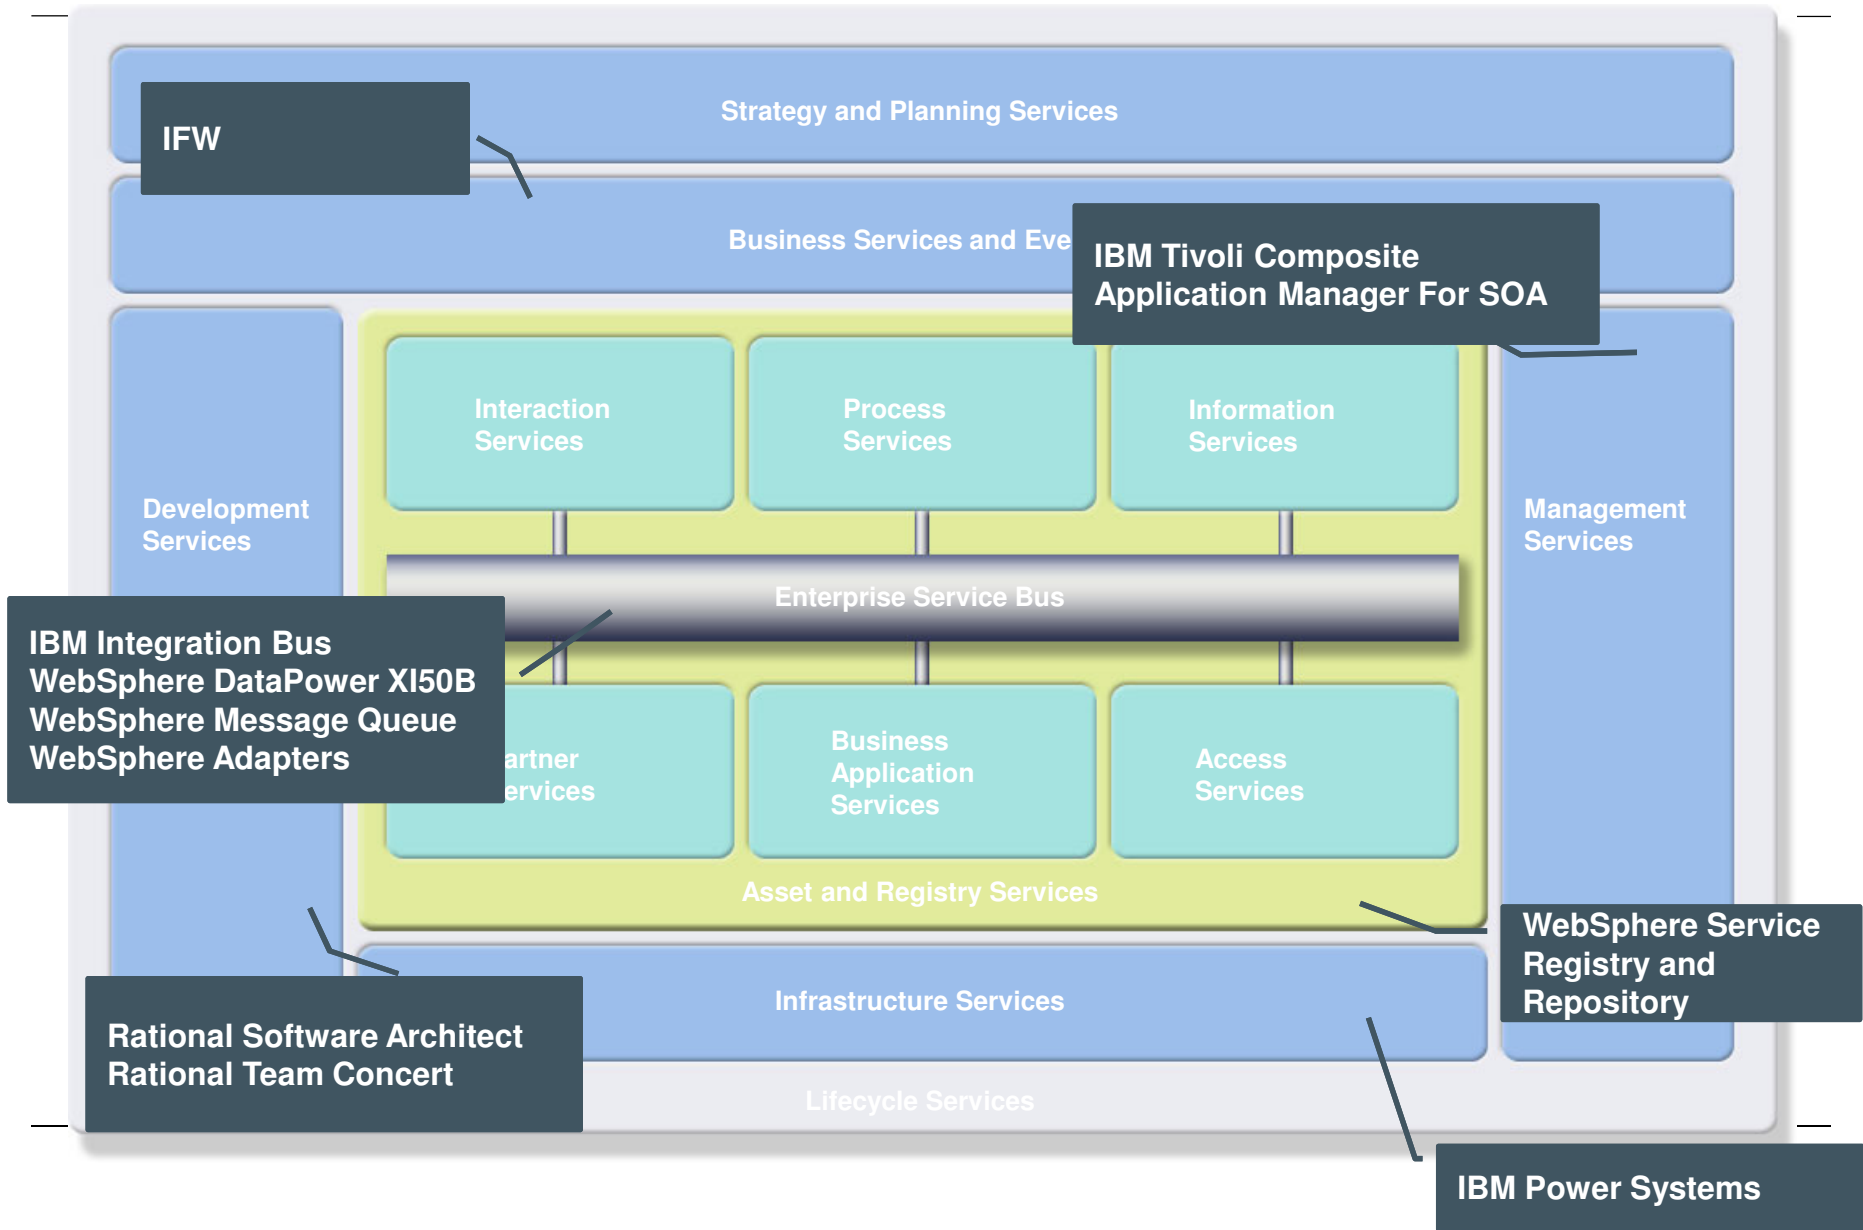 Strategy and Planning Services
IFW
Business Services and Eve
IBM Tivoli Composite
Application Manager For SOA
Interaction
Services
Process
Services
Information
Services
Development
Services
Management
Services
Enterprise Service Bus
IBM Integration Bus
WebSphere DataPower XI50B
WebSphere Message Queue
WebSphere Adapters
artner
ervices
Business
Application
Services
Access
Services
Asset and Registry Services
WebSphere Service
Registry and
Repository
Infrastructure Services
Rational Software Architect
Rational Team Concert
Lifecycle Services
IBM Power Systems